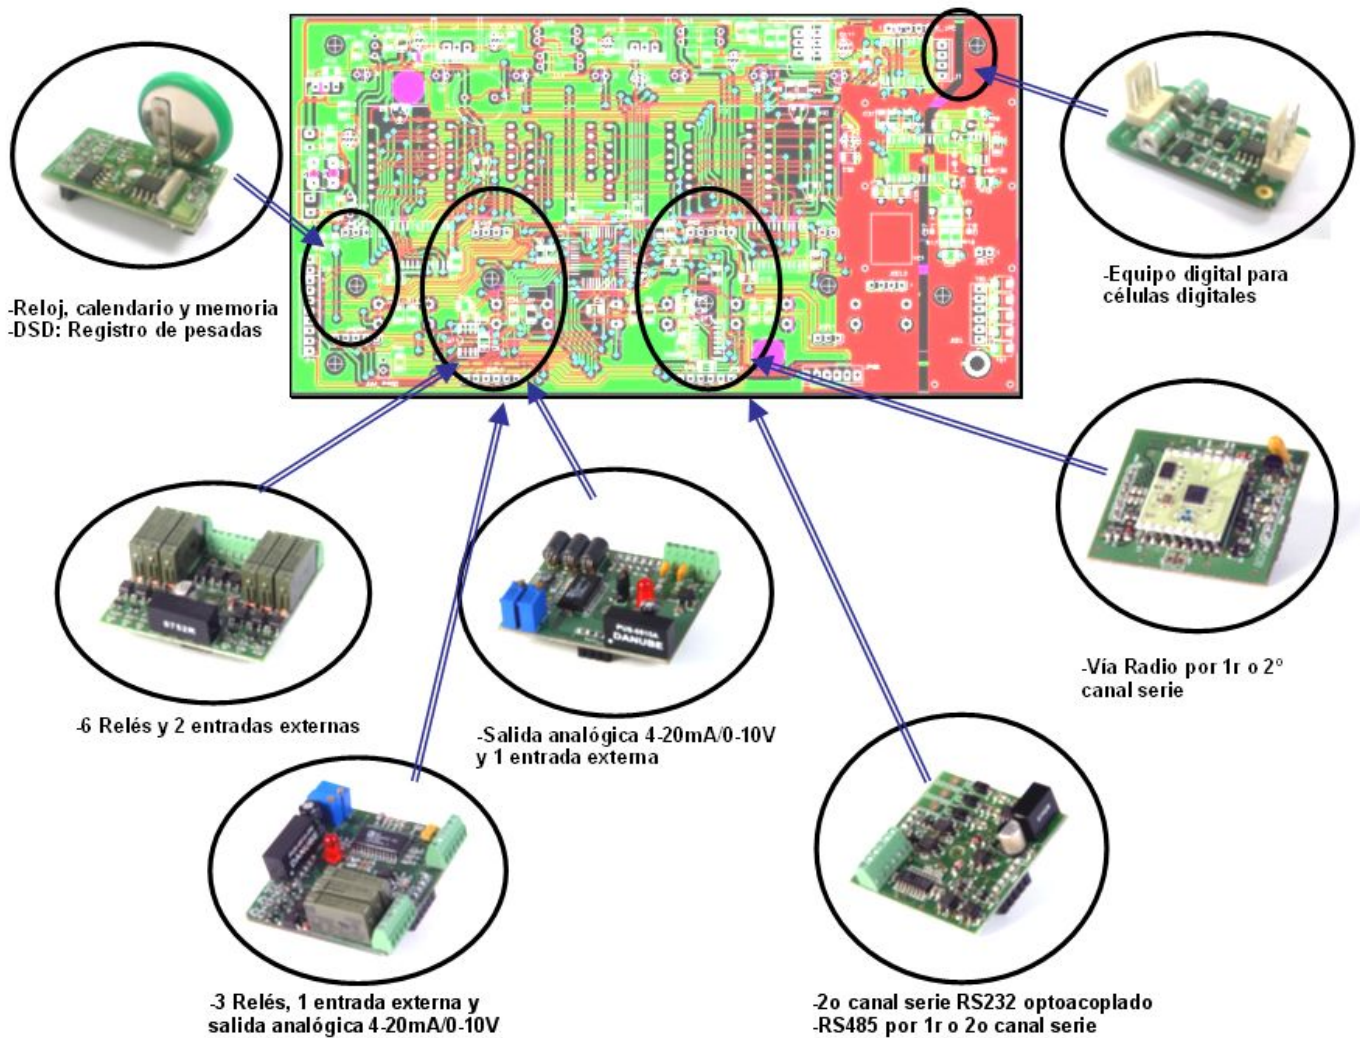 -Reloj, calendario y memoria
-DSD: Registro de pesadas
-Equipo digital para
células digitales
-6 Relés y 2 entradas externas
-Salida analógica 4-20mA/0-10V
y 1 entrada externa
DANUBE
-Vía Radio por 1r o 2º
canal serie
-3 Relés, 1 entrada externa y
salida analógica 4-20mA/0-10V
-2o canal serie RS232 optoacoplado
-RS485 por 1r o 2o canal serie